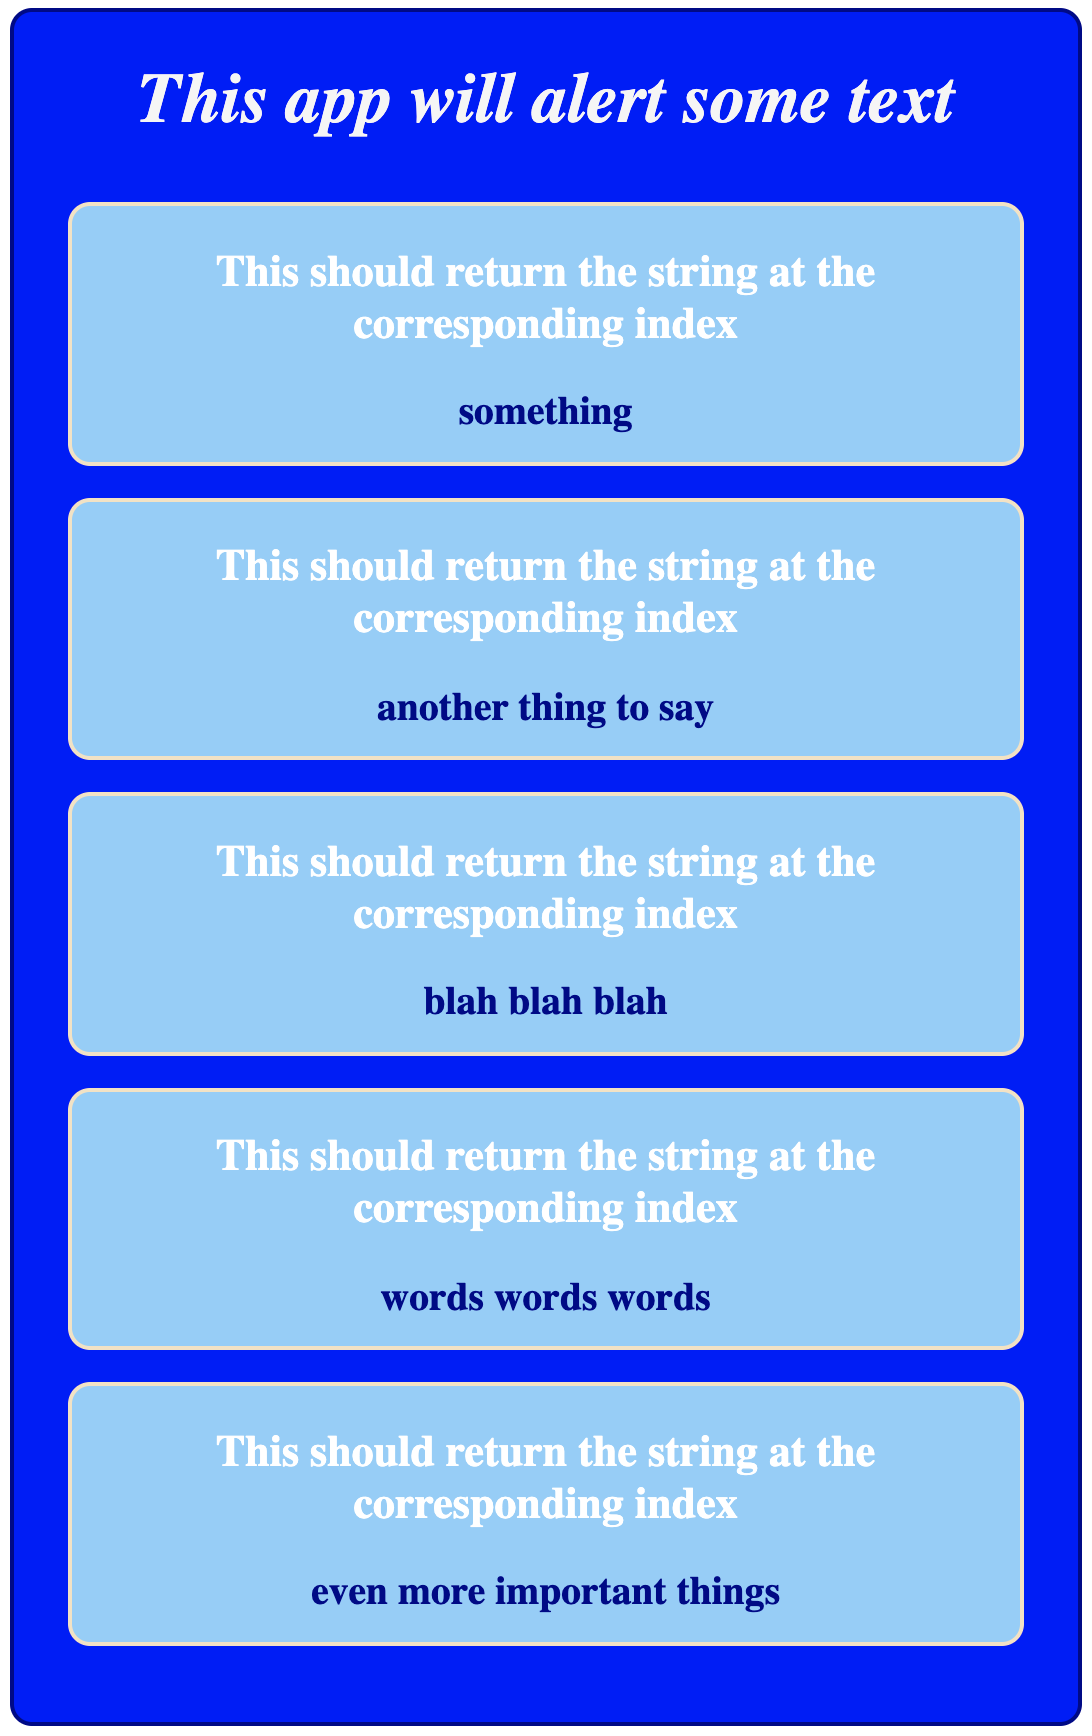 This app will alert some text
This should return the string at the
corresponding index
something
This should return the string at the
corresponding index
another thing to say
This should return the string at the
corresponding index
blah blah blah
This should return the string at the
corresponding index
words words words
This should return the string at the
corresponding index
even more important things